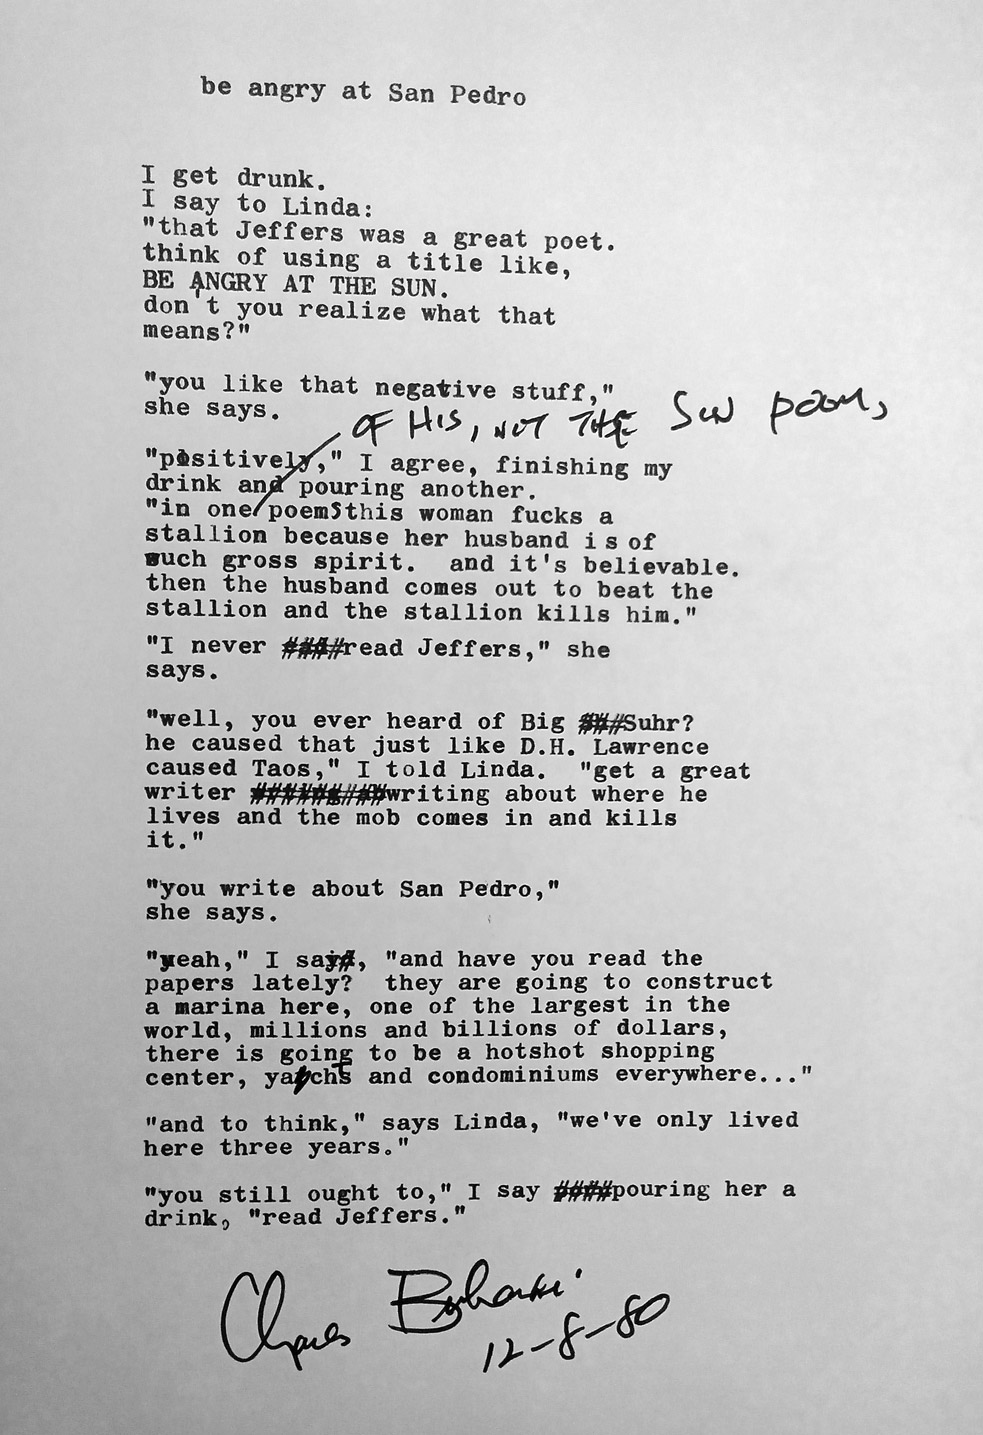 be angry at San Pedro
I get drunk.
I say to Linda:
"that Jeffers was a great poet.
think of using a title like,
BE ANGRY AT THE SUN.
don't you realize what that
means?"
"you like that negative stuff,"
she says.
OF HIS, NOT THE SUN POEM,
"positively," I agree, finishing my
drink and pouring another.
"in one poem this woman fucks a
stallion because her husband is of
such gross spirit. and it's believable.
then the husband comes out to beat the
stallion and the stallion kills him."
"I never read Jeffers," she
says.
"well, you ever heard of Big Suhr?
he caused that just like D.H. Lawrence
caused Taos," I told Linda. "get a great
writer writing about where he
lives and the mob comes in and kills
it."
"you write about San Pedro,"
she says.
"yeah," I say, "and have you read the
papers lately? they are going to construct
a marina here, one of the largest in the
world, millions and billions of dollars,
there is going to be a hotshot shopping
center, yachts and condominiums everywhere..."
"and to think," says Linda, "we've only lived
here three years."
"you still ought to," I say pouring her a
drink, "read Jeffers."
Charles Bukowski
12-8-80